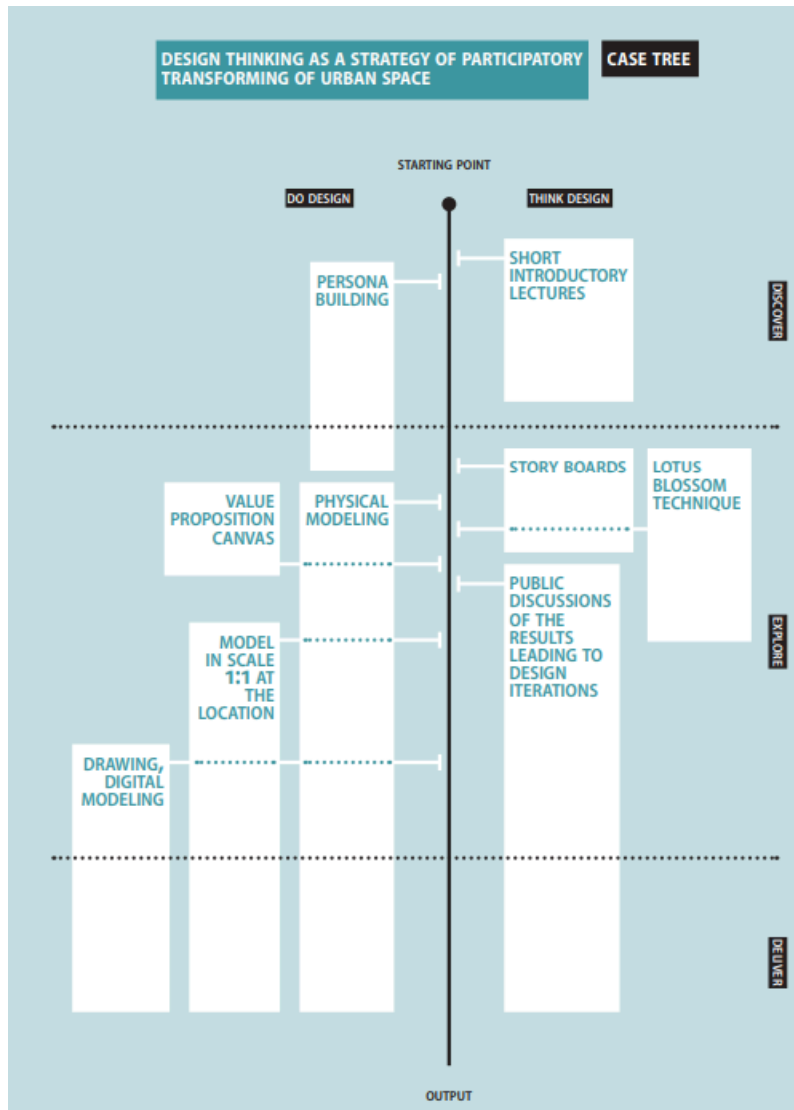 DESIGN THINKING AS A STRATEGY OF PARTICIPATORY
TRANSFORMING OF URBAN SPACE
CASE TREE
STARTING POINT
DO DESIGN
THINK DESIGN
SHORT
INTRODUCTORY
LECTURES
PERSONA
BUILDING
DISCOVER
STORY BOARDS
LOTUS
BLOSSOM
TECHNIQUE
VALUE
PROPOSITION
CANVAS
PHYSICAL
MODELING
PUBLIC
DISCUSSIONS
OF THE
RESULTS
LEADING TO
DESIGN
ITERATIONS
MODEL
IN SCALE
1:1 AT
THE
LOCATION
EXPLORE
DRAWING,
DIGITAL
MODELING
DELIVER
OUTPUT